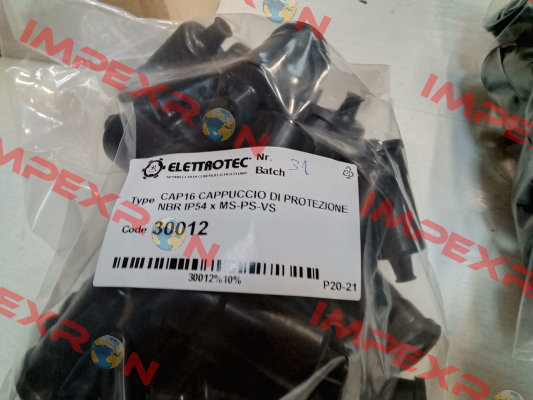 IMPEXRON
ELETTROTEC
Nr. 31
Batch
Type CAP16 CAPPUCCIO DI PROTEZIONE
NBR IP54 x MS-PS-VS
Code 30012
30012%10%
P20-21
IMPEXRON
IMPEXRON
IMPEXRON